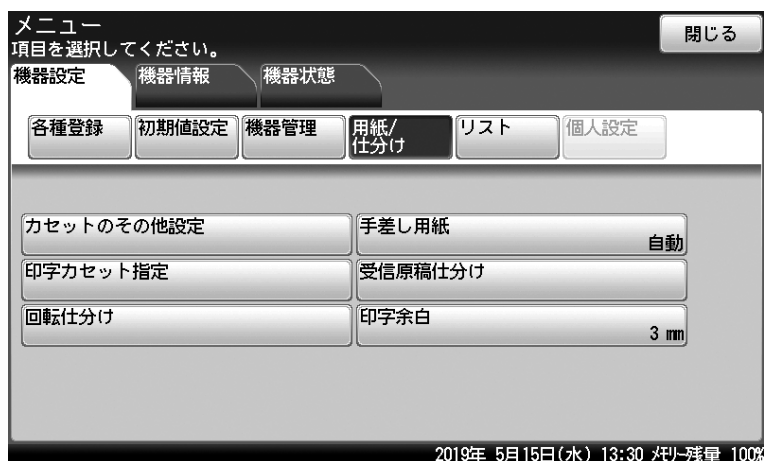 メニュー
項目を選択してください。
閉じる
機器設定
機器情報
機器状態
各種登録
初期値設定
機器管理
用紙/
仕分け
リスト
個人設定
カセットのその他設定
手差し用紙
自動
印字カセット指定
受信原稿仕分け
回転仕分け
印字余白
3 mm
2019年 5月15日(水) 13:30 ﾒﾓﾘｰ残量 100%